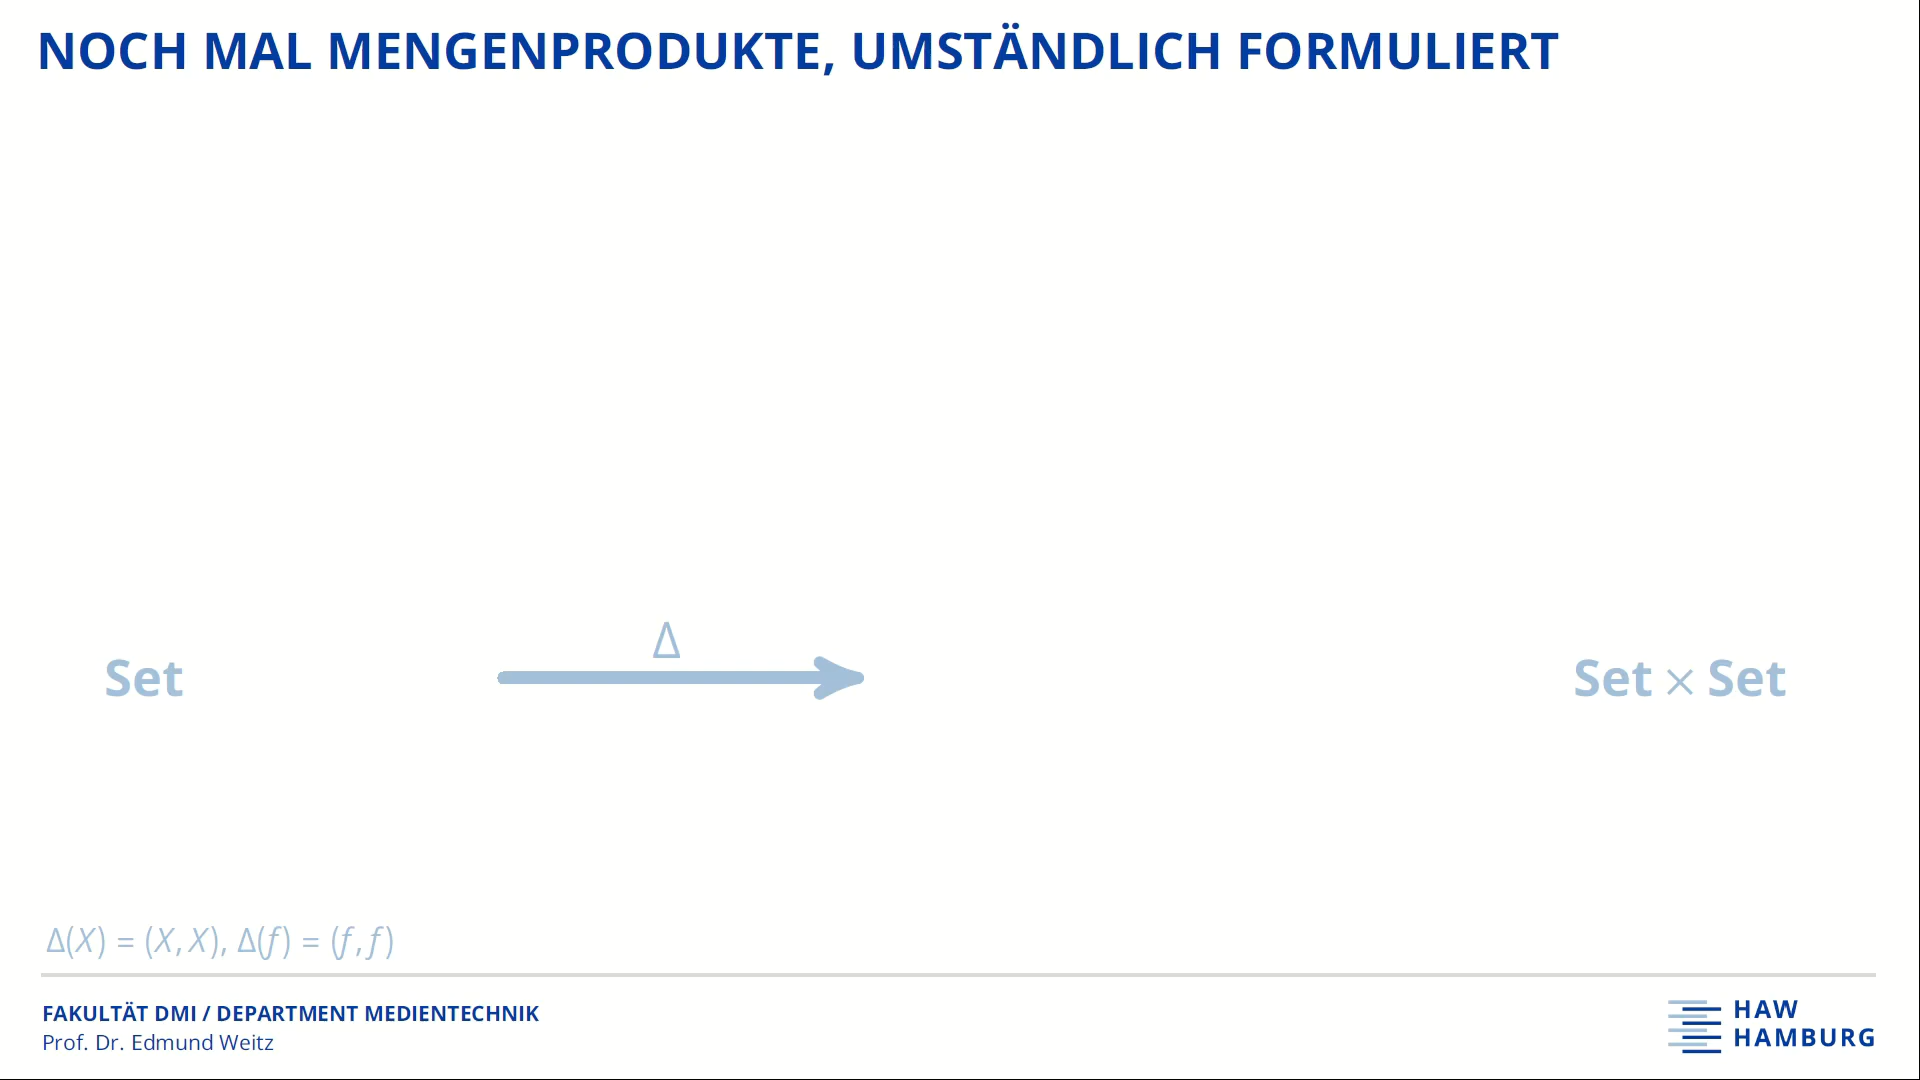 NOCH MAL MENGENPRODUKTE, UMSTÄNDLICH FORMULIERT
Δ
Set
Set × Set
Δ(X) = (X, X), Δ(f) = (f, f)
FAKULTÄT DMI / DEPARTMENT MEDIENTECHNIK
Prof. Dr. Edmund Weitz
HAW
HAMBURG